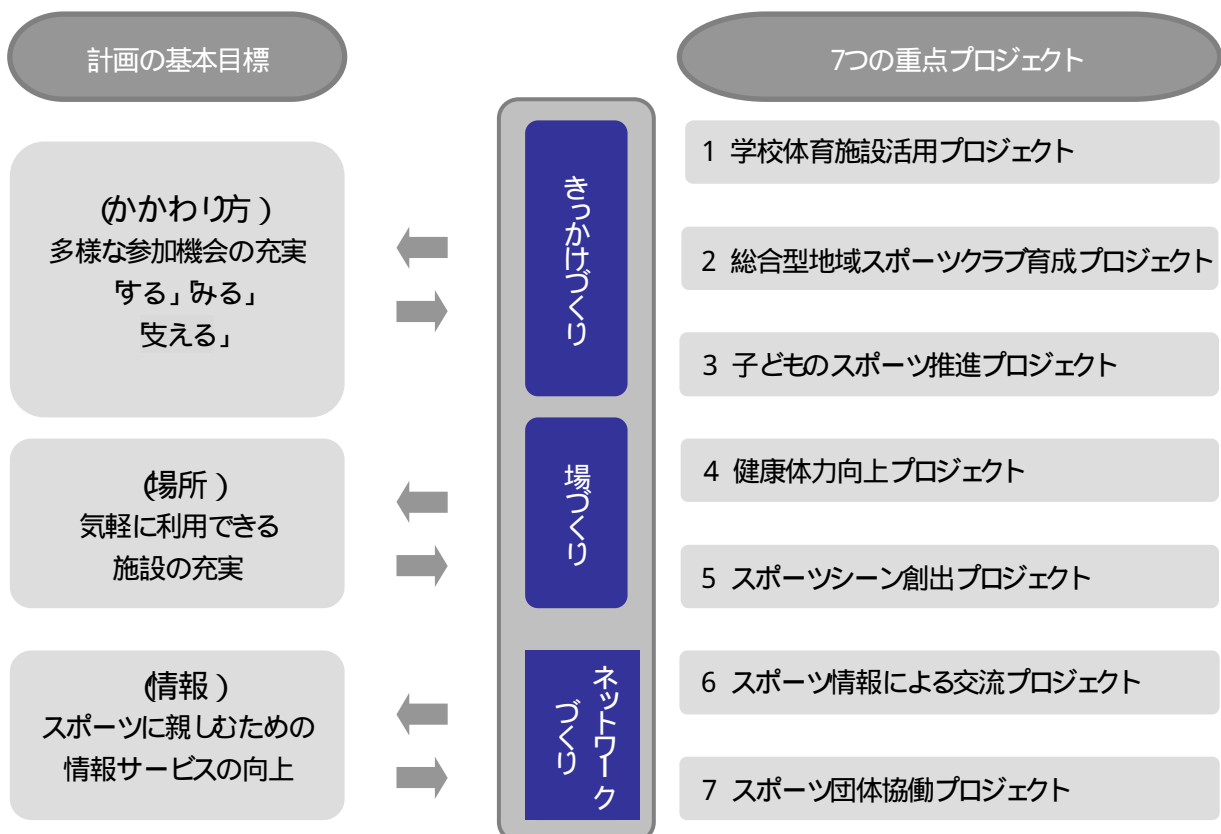 計画の基本目標
(かかわり方)
多様な参加機会の充実
「する」「みる」
「支える」
(場所)
気軽に利用できる
施設の充実
(情報)
スポーツに親しむための
情報サービスの向上
きっかけづくり
場づくり
ネットワーク
づくり
7つの重点プロジェクト
1 学校体育施設活用プロジェクト
2 総合型地域スポーツクラブ育成プロジェクト
3 子どものスポーツ推進プロジェクト
4 健康体力向上プロジェクト
5 スポーツシーン創出プロジェクト
6 スポーツ情報による交流プロジェクト
7 スポーツ団体協働プロジェクト